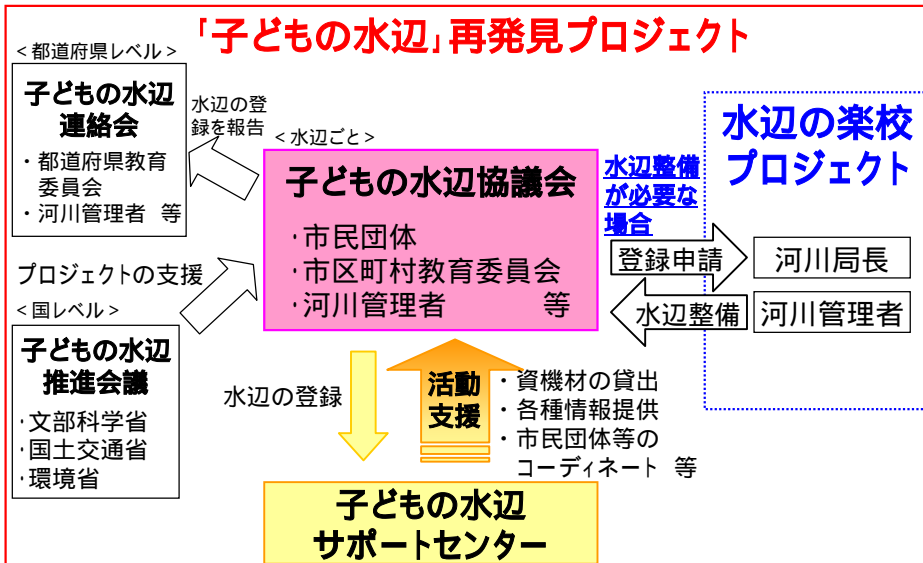 「子どもの水辺」再発見プロジェクト
<都道府県レベル>
子どもの水辺
連絡会
・都道府県教育
委員会
・河川管理者 等
水辺の登
録を報告
<水辺ごと>
子どもの水辺協議会
・市民団体
・市区町村教育委員会
・河川管理者 等
水辺整備
が必要な
場合
水辺の楽校
プロジェクト
登録申請
河川局長
水辺整備
河川管理者
プロジェクトの支援
<国レベル>
子どもの水辺
推進会議
・文部科学省
・国土交通省
・環境省
水辺の登録
活動
支援
・資機材の貸出
・各種情報提供
・市民団体等の
コーディネート 等
子どもの水辺
サポートセンター